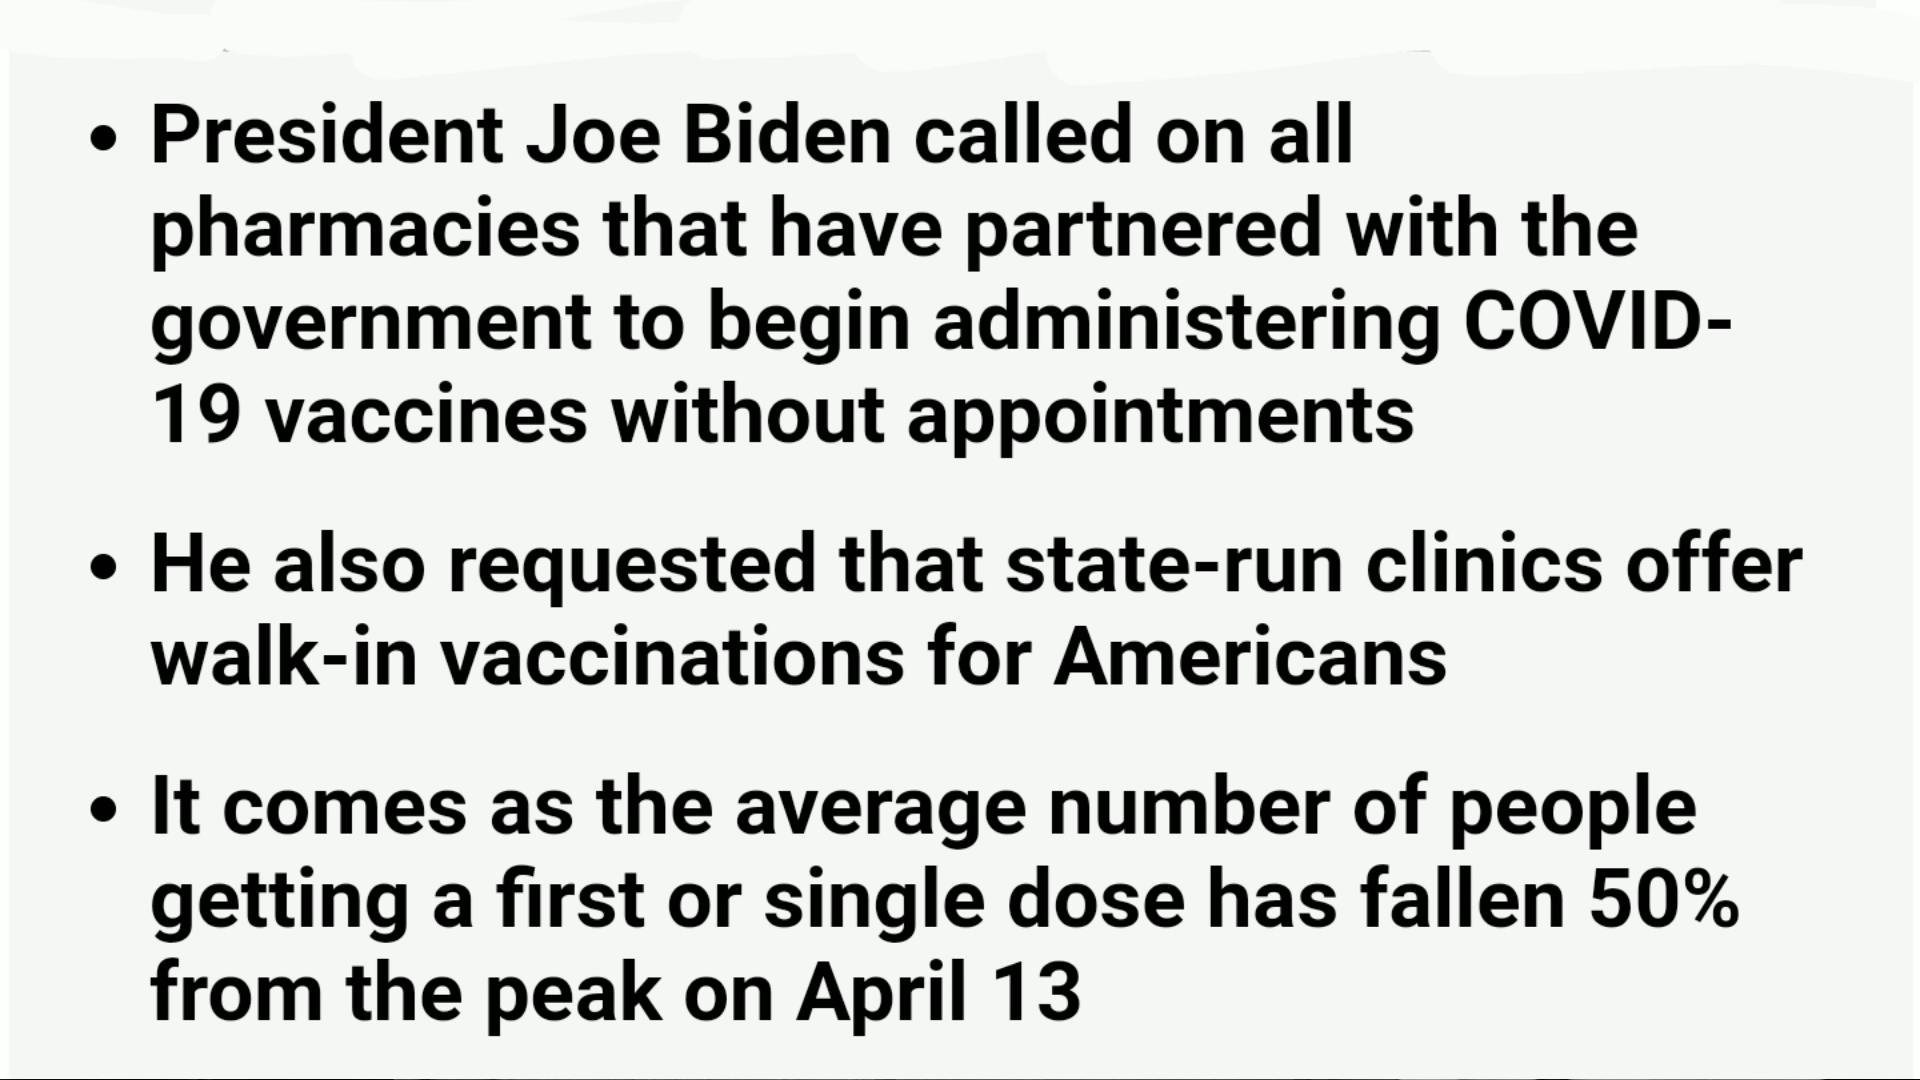 • President Joe Biden called on all
pharmacies that have partnered with the
government to begin administering COVID-
19 vaccines without appointments
• He also requested that state-run clinics offer
walk-in vaccinations for Americans
• It comes as the average number of people
getting a first or single dose has fallen 50%
from the peak on April 13